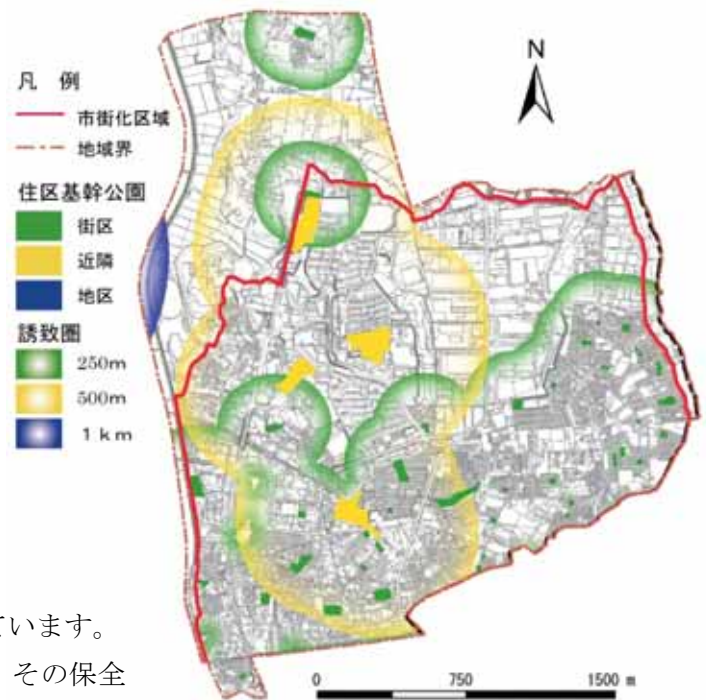 N
凡 例
市街化区域
地域界
住区基幹公園
街区
近隣
地区
誘致圏
250m
500m
1km
ています。
その保全
0 750 1500 m